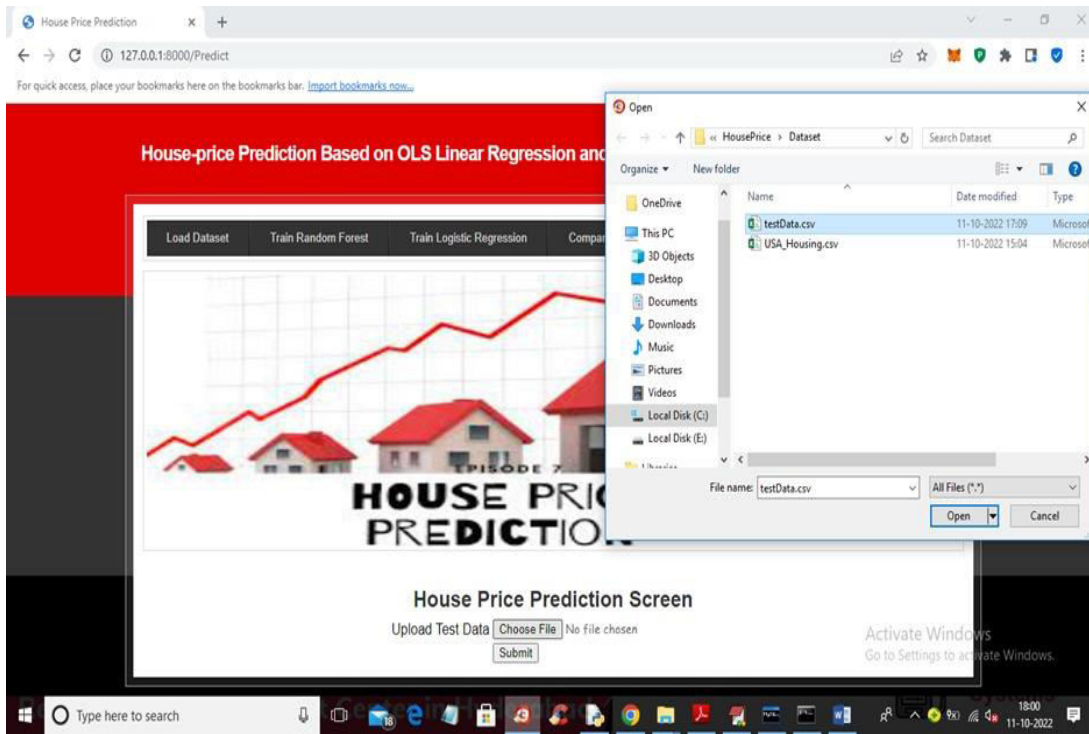 House Price Prediction
127.0.0.1:8000/Predict
For quick access, place your bookmarks here on the bookmarks bar. Import bookmarks now...
House-price Prediction Based on OLS Linear Regression and
Load Dataset Train Random Forest Train Logistic Regression Compar
EPISODE 7
HOUSE PRIC
PREDICTION
House Price Prediction Screen
Upload Test Data Choose File No file chosen
Submit
Open
« HousePrice > Dataset Search Dataset
Organize New folder
Name Date modified Type
OneDrive
This PC
3D Objects
Desktop
Documents
Downloads
Music
Pictures
Videos
Local Disk (C:)
Local Disk (E:)
testData.csv 11-10-2022 17:09 Microsof
USA_Housing.csv 11-10-2022 15:04 Microsof
File name: testData.csv All Files (*.*)
Open Cancel
Activate Windows
Go to Settings to activate Windows.
Type here to search
18
18:00
11-10-2022